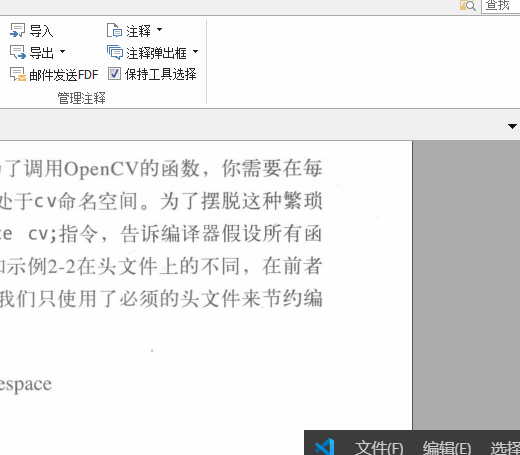 查找
导入
注释
导出
注释弹出框
邮件发送FDF
保持工具选择
管理注释
了调用OpenCV的函数，你需要在每
处于cv命名空间。为了摆脱这种繁琐
ce cv;指令，告诉编译器假设所有函
示例2-2在头文件上的不同，在前者
我们只使用了必须的头文件来节约编
espace
文件(F) 编辑(E) 选择